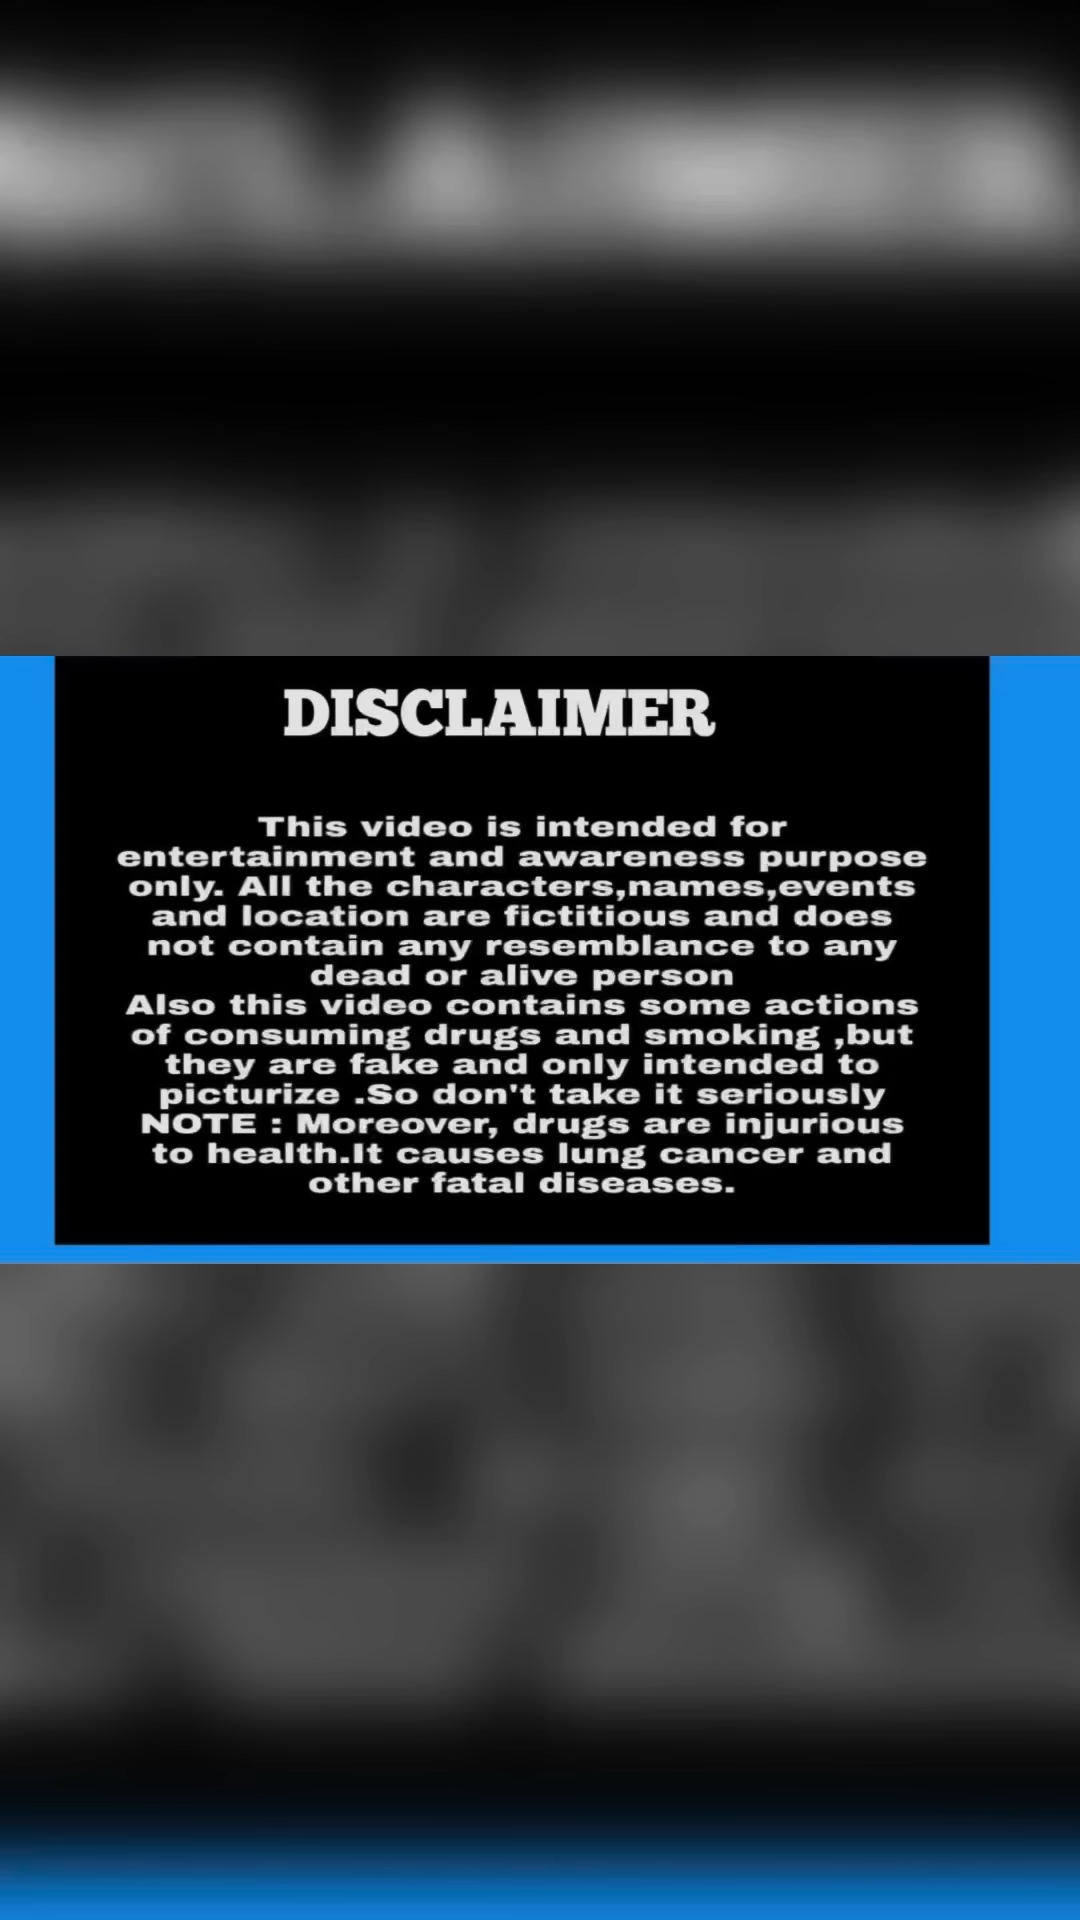 DISCLAIMER
This video is intended for
entertainment and awareness purpose
only. All the characters,names,events
and location are fictitious and does
not contain any resemblance to any
dead or alive person
Also this video contains some actions
of consuming drugs and smoking ,but
they are fake and only intended to
picturize .So don't take it seriously
NOTE : Moreover, drugs are injurious
to health.It causes lung cancer and
other fatal diseases.